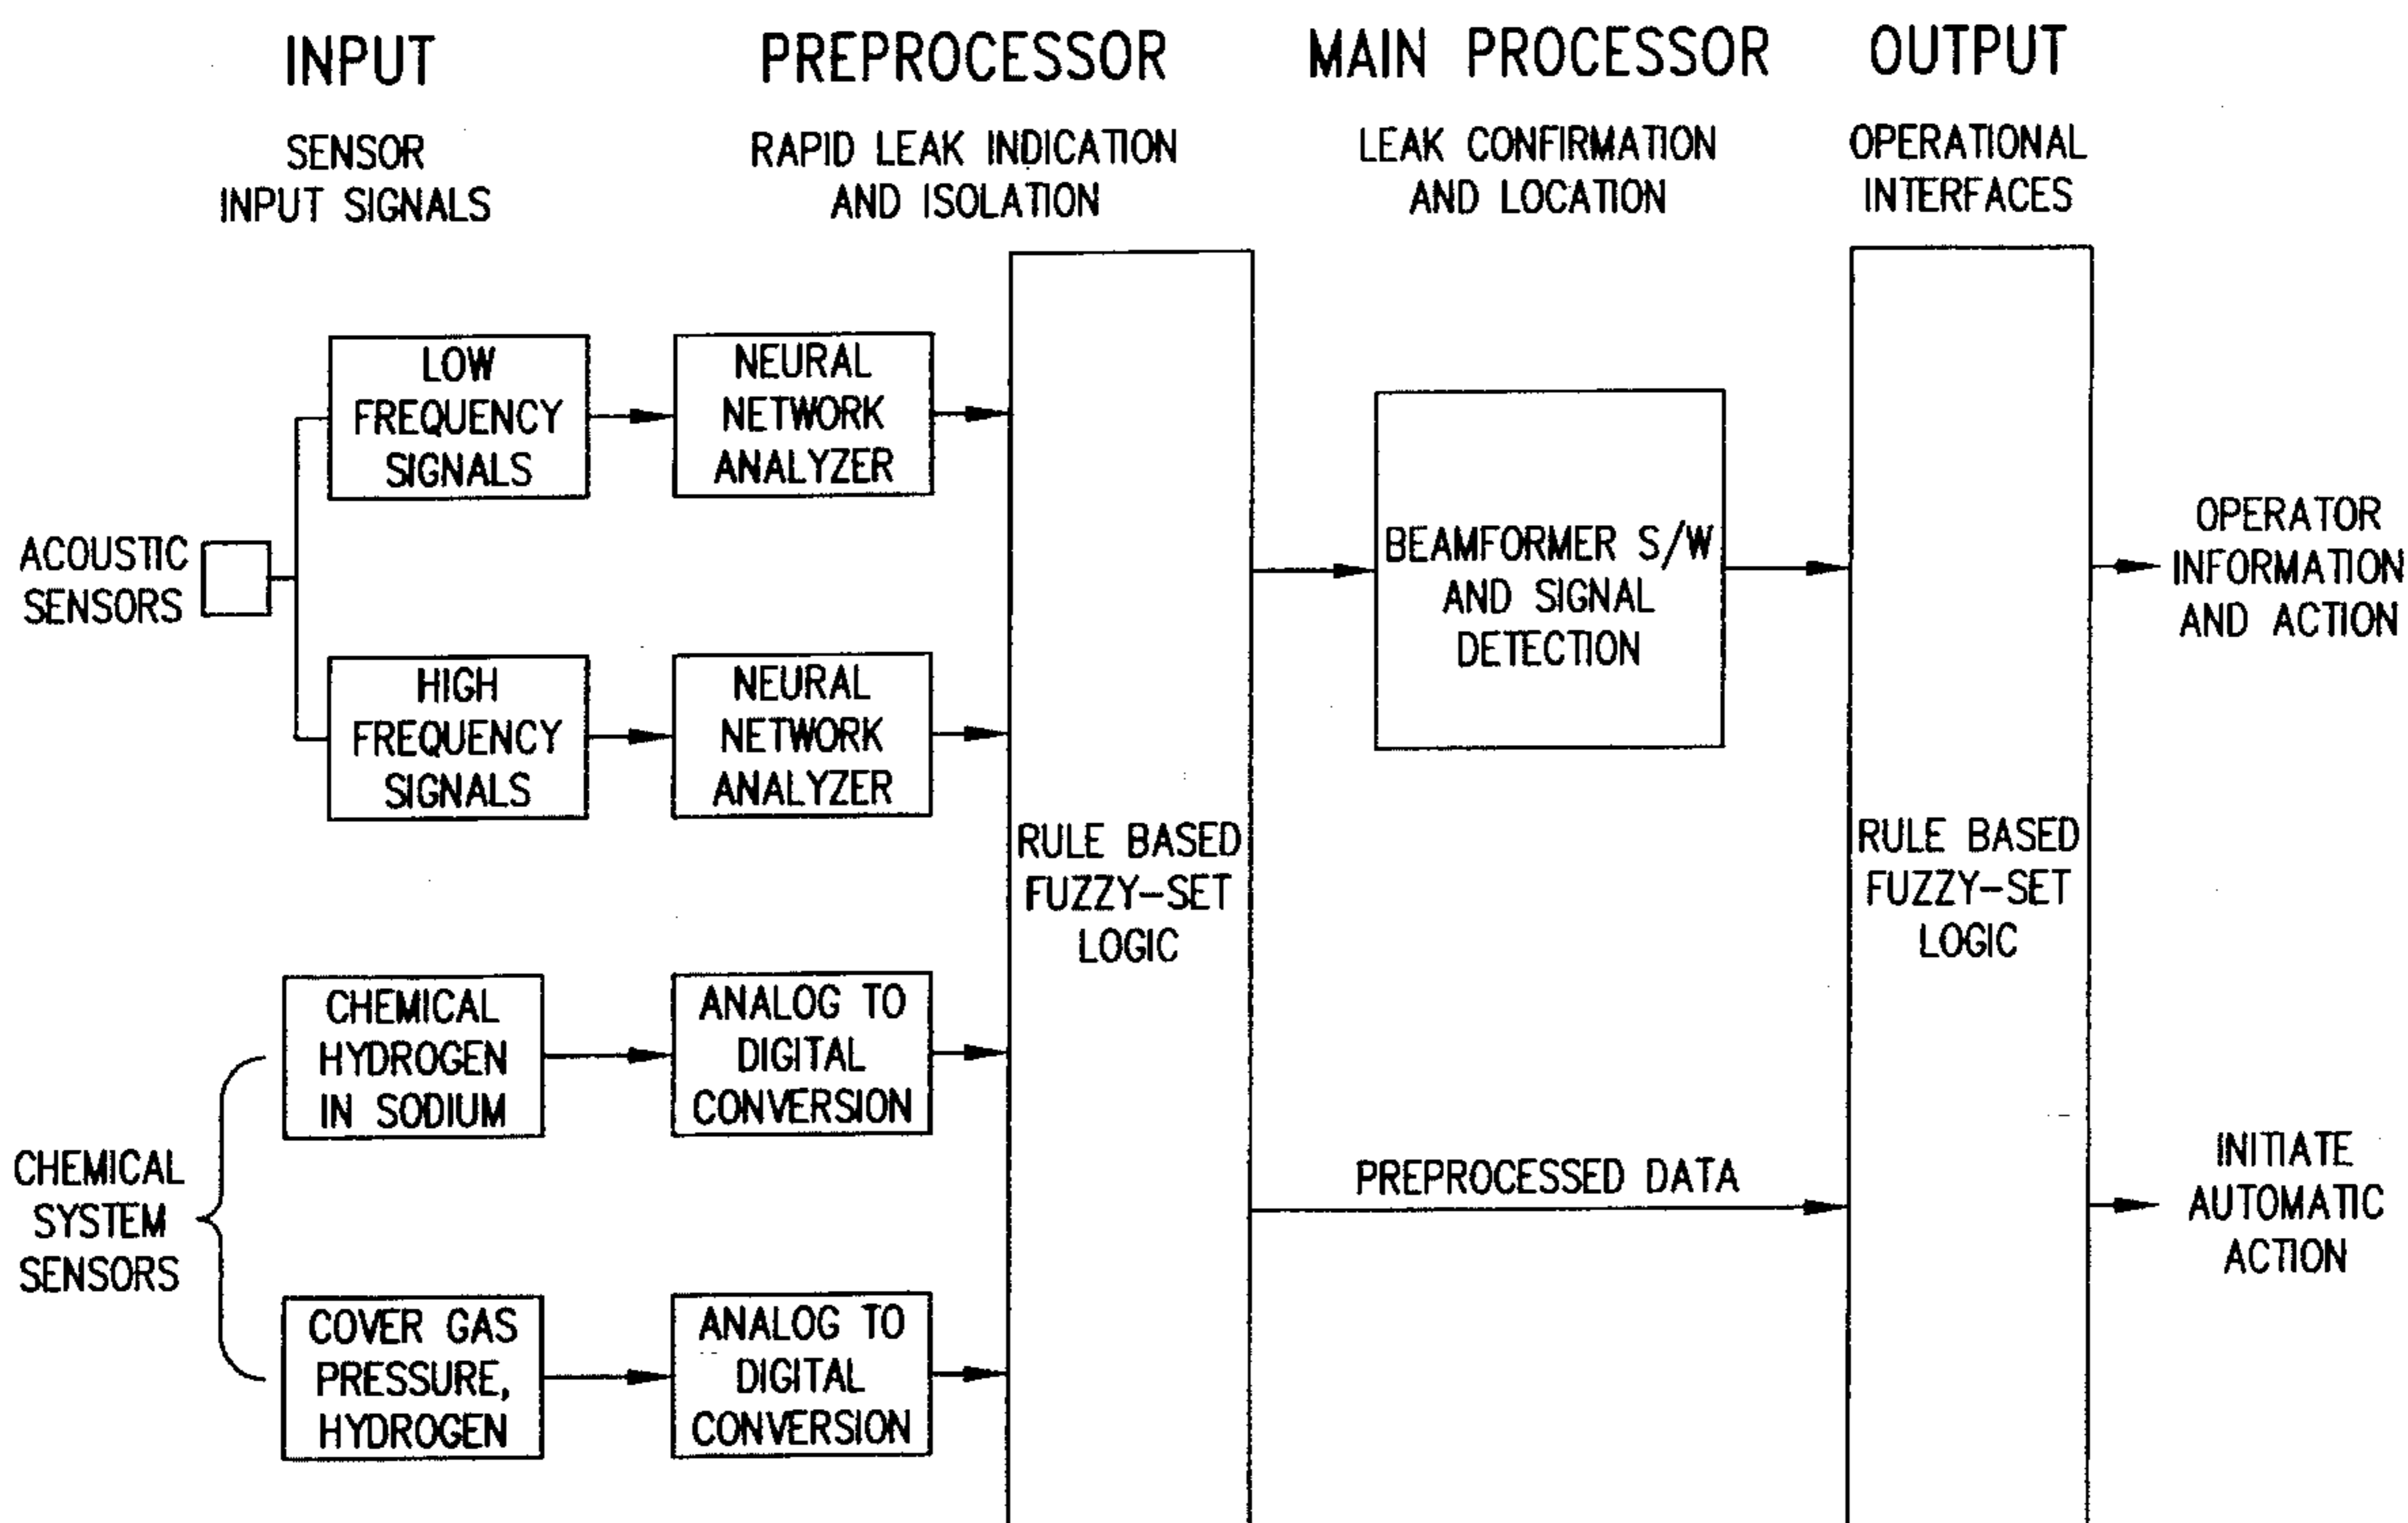 INPUT
SENSOR
INPUT SIGNALS
PREPROCESSOR
RAPID LEAK INDICATION
AND ISOLATION
MAIN PROCESSOR
LEAK CONFIRMATION
AND LOCATION
OUTPUT
OPERATIONAL
INTERFACES
ACOUSTIC
SENSORS
LOW
FREQUENCY
SIGNALS
NEURAL
NETWORK
ANALYZER
HIGH
FREQUENCY
SIGNALS
NEURAL
NETWORK
ANALYZER
CHEMICAL
SYSTEM
SENSORS
CHEMICAL
HYDROGEN
IN SODIUM
ANALOG TO
DIGITAL
CONVERSION
COVER GAS
PRESSURE,
HYDROGEN
ANALOG TO
DIGITAL
CONVERSION
RULE BASED
FUZZY-SET
LOGIC
BEAMFORMER S/W
AND SIGNAL
DETECTION
PREPROCESSED DATA
RULE BASED
FUZZY-SET
LOGIC
OPERATOR
INFORMATION
AND ACTION
INITIATE
AUTOMATIC
ACTION